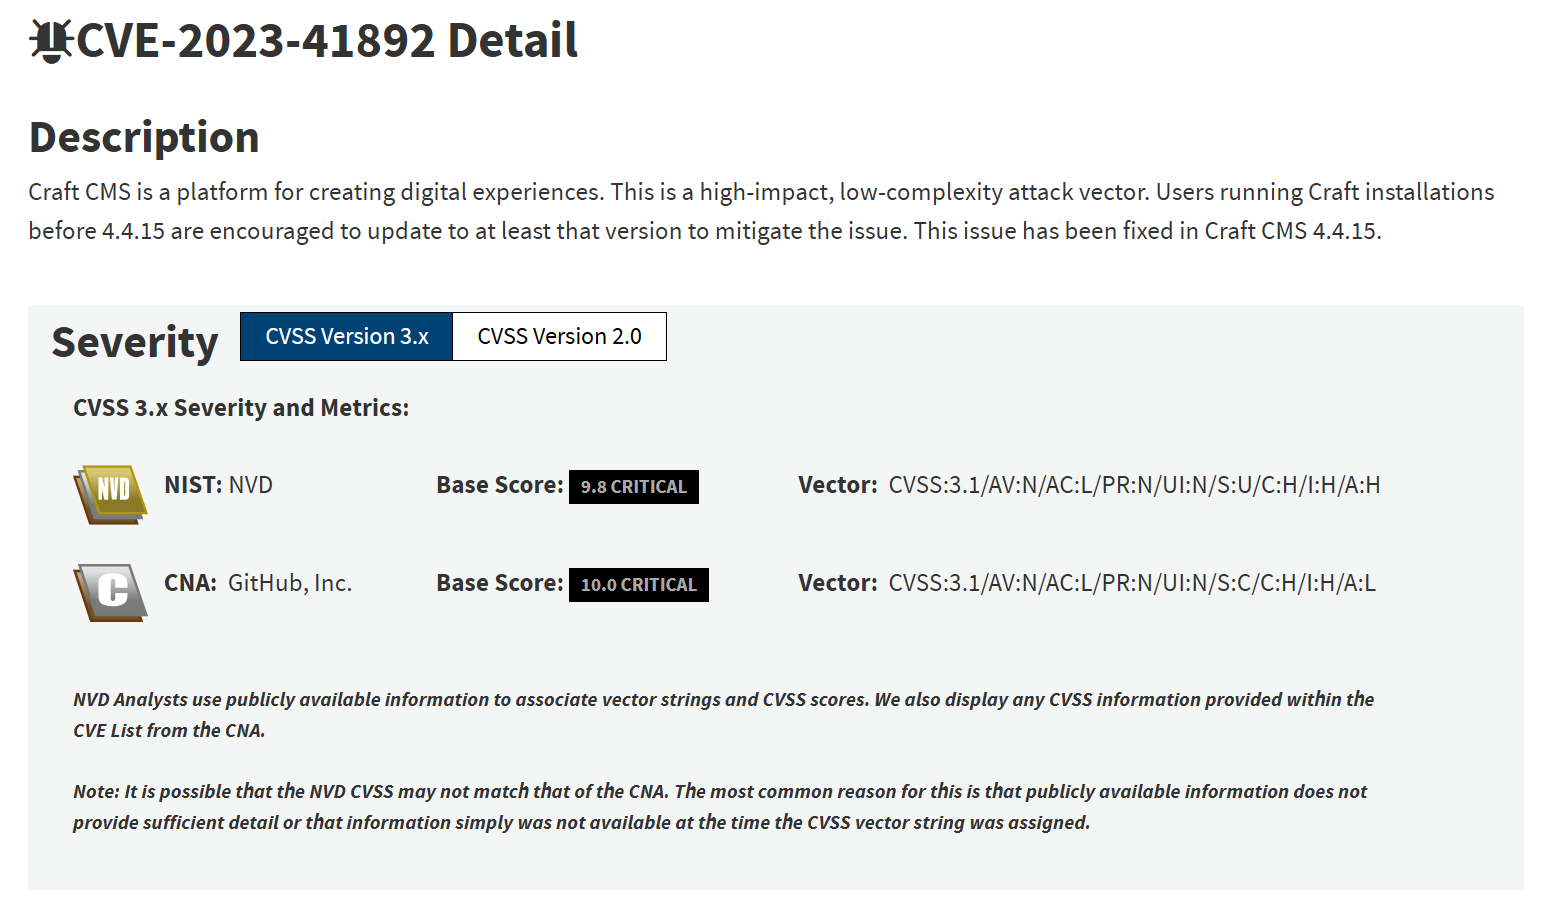 CVE-2023-41892 Detail
Description
Craft CMS is a platform for creating digital experiences. This is a high-impact, low-complexity attack vector. Users running Craft installations
before 4.4.15 are encouraged to update to at least that version to mitigate the issue. This issue has been fixed in Craft CMS 4.4.15.
Severity CVSS Version 3.x CVSS Version 2.0
CVSS 3.x Severity and Metrics:
NVD NIST: NVD Base Score: 9.8 CRITICAL Vector: CVSS:3.1/AV:N/AC:L/PR:N/UI:N/S:U/C:H/I:H/A:H
C CNA: GitHub, Inc. Base Score: 10.0 CRITICAL Vector: CVSS:3.1/AV:N/AC:L/PR:N/UI:N/S:C/C:H/I:H/A:L
NVD Analysts use publicly available information to associate vector strings and CVSS scores. We also display any CVSS information provided within the
CVE List from the CNA.
Note: It is possible that the NVD CVSS may not match that of the CNA. The most common reason for this is that publicly available information does not
provide sufficient detail or that information simply was not available at the time the CVSS vector string was assigned.